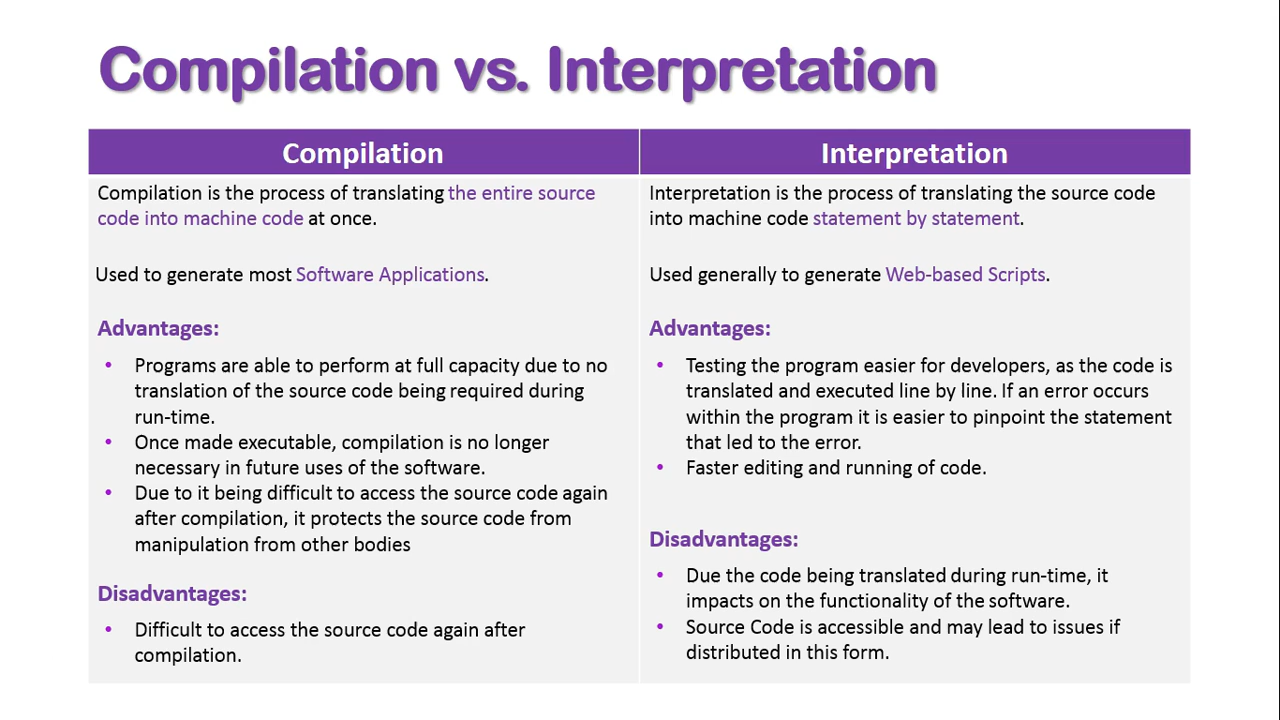 Compilation vs. Interpretation
Compilation
Compilation is the process of translating the entire source
code into machine code at once.
Used to generate most Software Applications.
Advantages:
• Programs are able to perform at full capacity due to no
translation of the source code being required during
run-time.
• Once made executable, compilation is no longer
necessary in future uses of the software.
• Due to it being difficult to access the source code again
after compilation, it protects the source code from
manipulation from other bodies
Disadvantages:
• Difficult to access the source code again after
compilation.
Interpretation
Interpretation is the process of translating the source code
into machine code statement by statement.
Used generally to generate Web-based Scripts.
Advantages:
• Testing the program easier for developers, as the code is
translated and executed line by line. If an error occurs
within the program it is easier to pinpoint the statement
that led to the error.
• Faster editing and running of code.
Disadvantages:
• Due the code being translated during run-time, it
impacts on the functionality of the software.
• Source Code is accessible and may lead to issues if
distributed in this form.